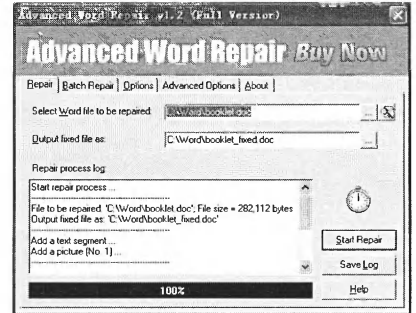 Advanced Word Repair v1.2 (Full Version)
Advanced Word Repair Buy Now
Repair Batch Repair Options Advanced Options About
Select Word file to be repaired: C:\Word\booklet.doc ...
Output fixed file as: C:\Word\booklet_fixed.doc ...
Repair process log:
Start repair process ...
File to be repaired: 'C:\Word\booklet.doc'; File size = 282,112 bytes
Output fixed file as: 'C:\Word\booklet_fixed.doc'
Add a text segment ...
Add a picture (No. 1) ...
Start Repair
Save Log
100%
Help